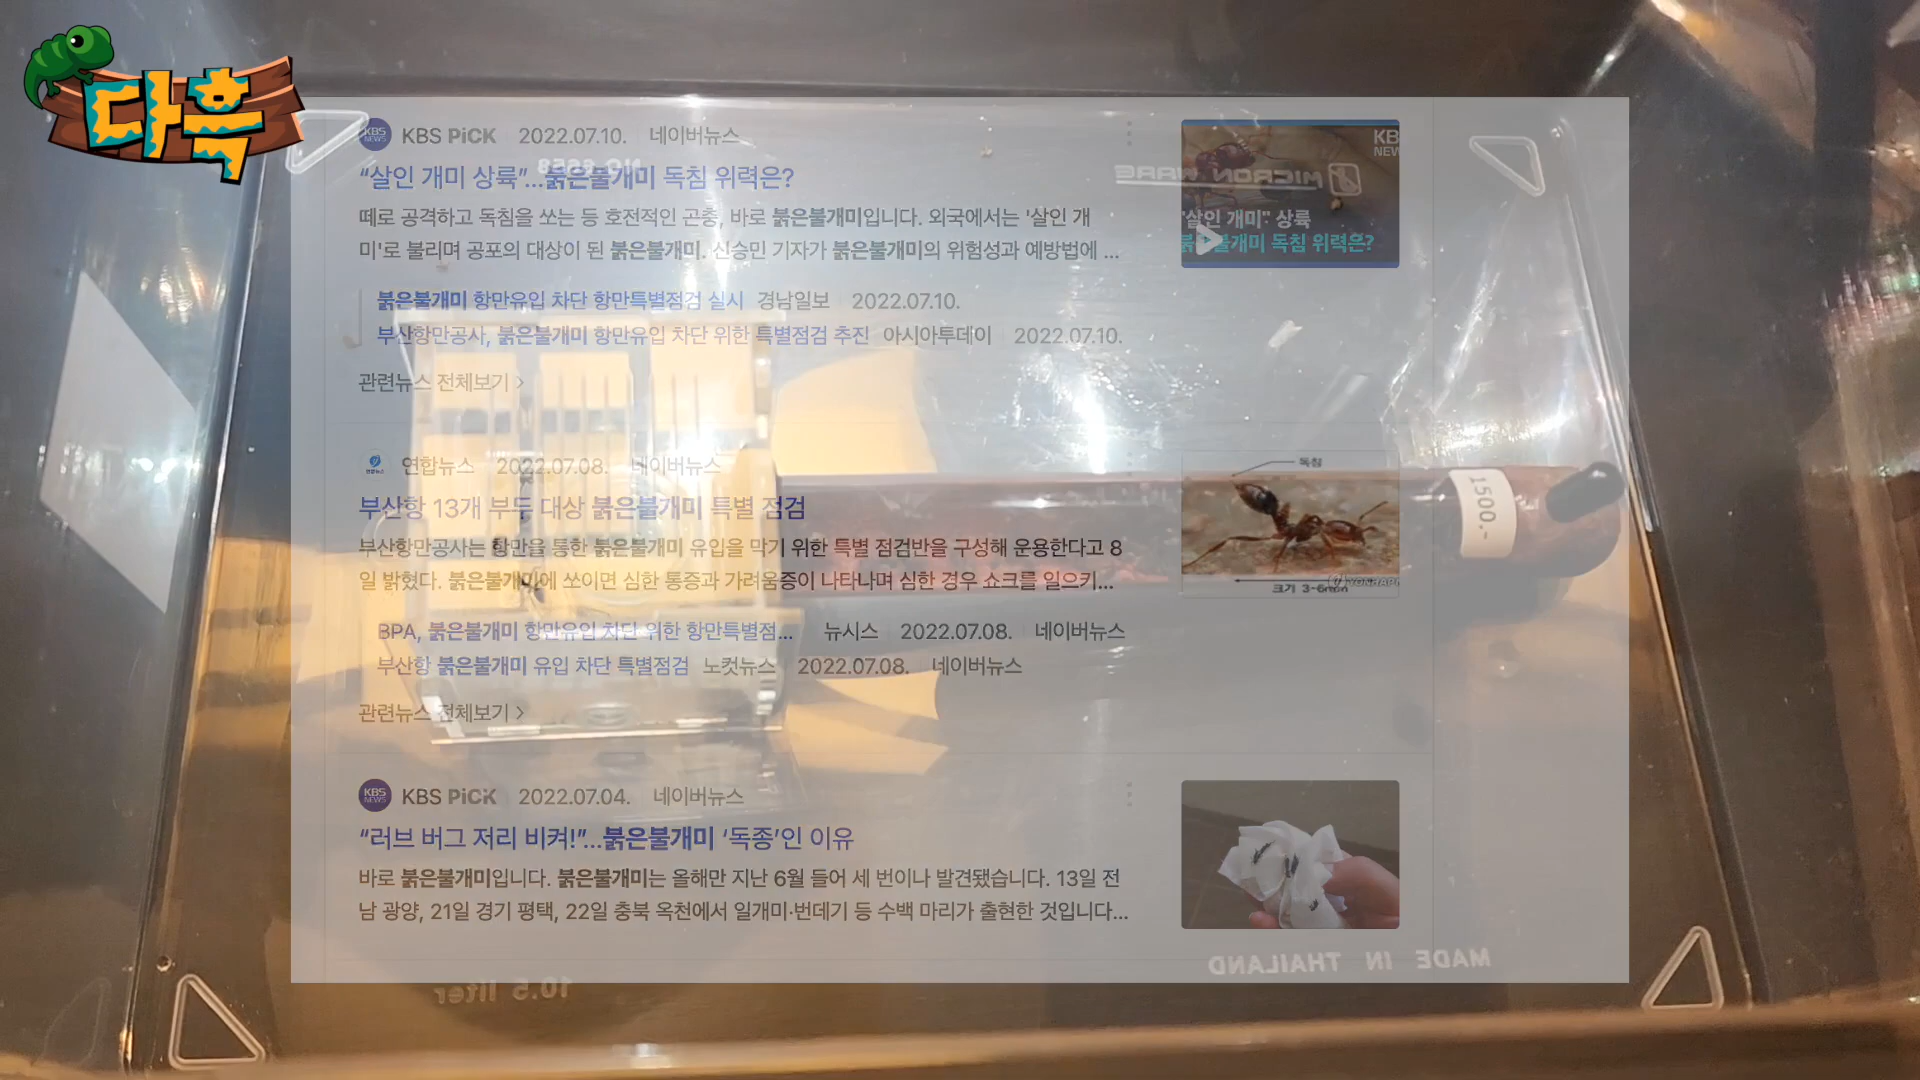 다흑
KBS PiCK 2022.07.10. 네이버뉴스
“살인 개미 상륙”...붉은불개미 독침 위력은?
떼로 공격하고 독침을 쏘는 등 호전적인 곤충, 바로 붉은불개미입니다. 외국에서는 '살인 개
미'로 불리며 공포의 대상이 된 붉은불개미. 신승민 기자가 붉은불개미의 위험성과 예방법에 ...
KBS
NEW
"살인 개미" 상륙
붉은불개미 독침 위력은?
NO.6658
MICRON WARE
붉은불개미 항만유입 차단 항만특별점검 실시 경남일보 2022.07.10.
부산항만공사, 붉은불개미 항만유입 차단 위한 특별점검 추진 아시아투데이 2022.07.10.
관련뉴스 전체보기 >
연합뉴스 2022.07.08. 네이버뉴스
부산항 13개 부두 대상 붉은불개미 특별 점검
부산항만공사는 항만을 통한 붉은불개미 유입을 막기 위한 특별 점검반을 구성해 운용한다고 8
일 밝혔다. 붉은불개미에 쏘이면 심한 통증과 가려움증이 나타나며 심한 경우 쇼크를 일으키...
독침
크기 3-6mm
YONHAP
1500.-
BPA, 붉은불개미 항만유입 차단 위한 항만특별점... 뉴시스 2022.07.08. 네이버뉴스
부산항 붉은불개미 유입 차단 특별점검 노컷뉴스 2022.07.08. 네이버뉴스
관련뉴스 전체보기 >
KBS NEWS
KBS PiCK 2022.07.04. 네이버뉴스
“러브 버그 저리 비켜!”...붉은불개미 ‘독종’인 이유
바로 붉은불개미입니다. 붉은불개미는 올해만 지난 6월 들어 세 번이나 발견됐습니다. 13일 전
남 광양, 21일 경기 평택, 22일 충북 옥천에서 일개미·번데기 등 수백 마리가 출현한 것입니다...
MADE IN THAILAND
10.5 liter